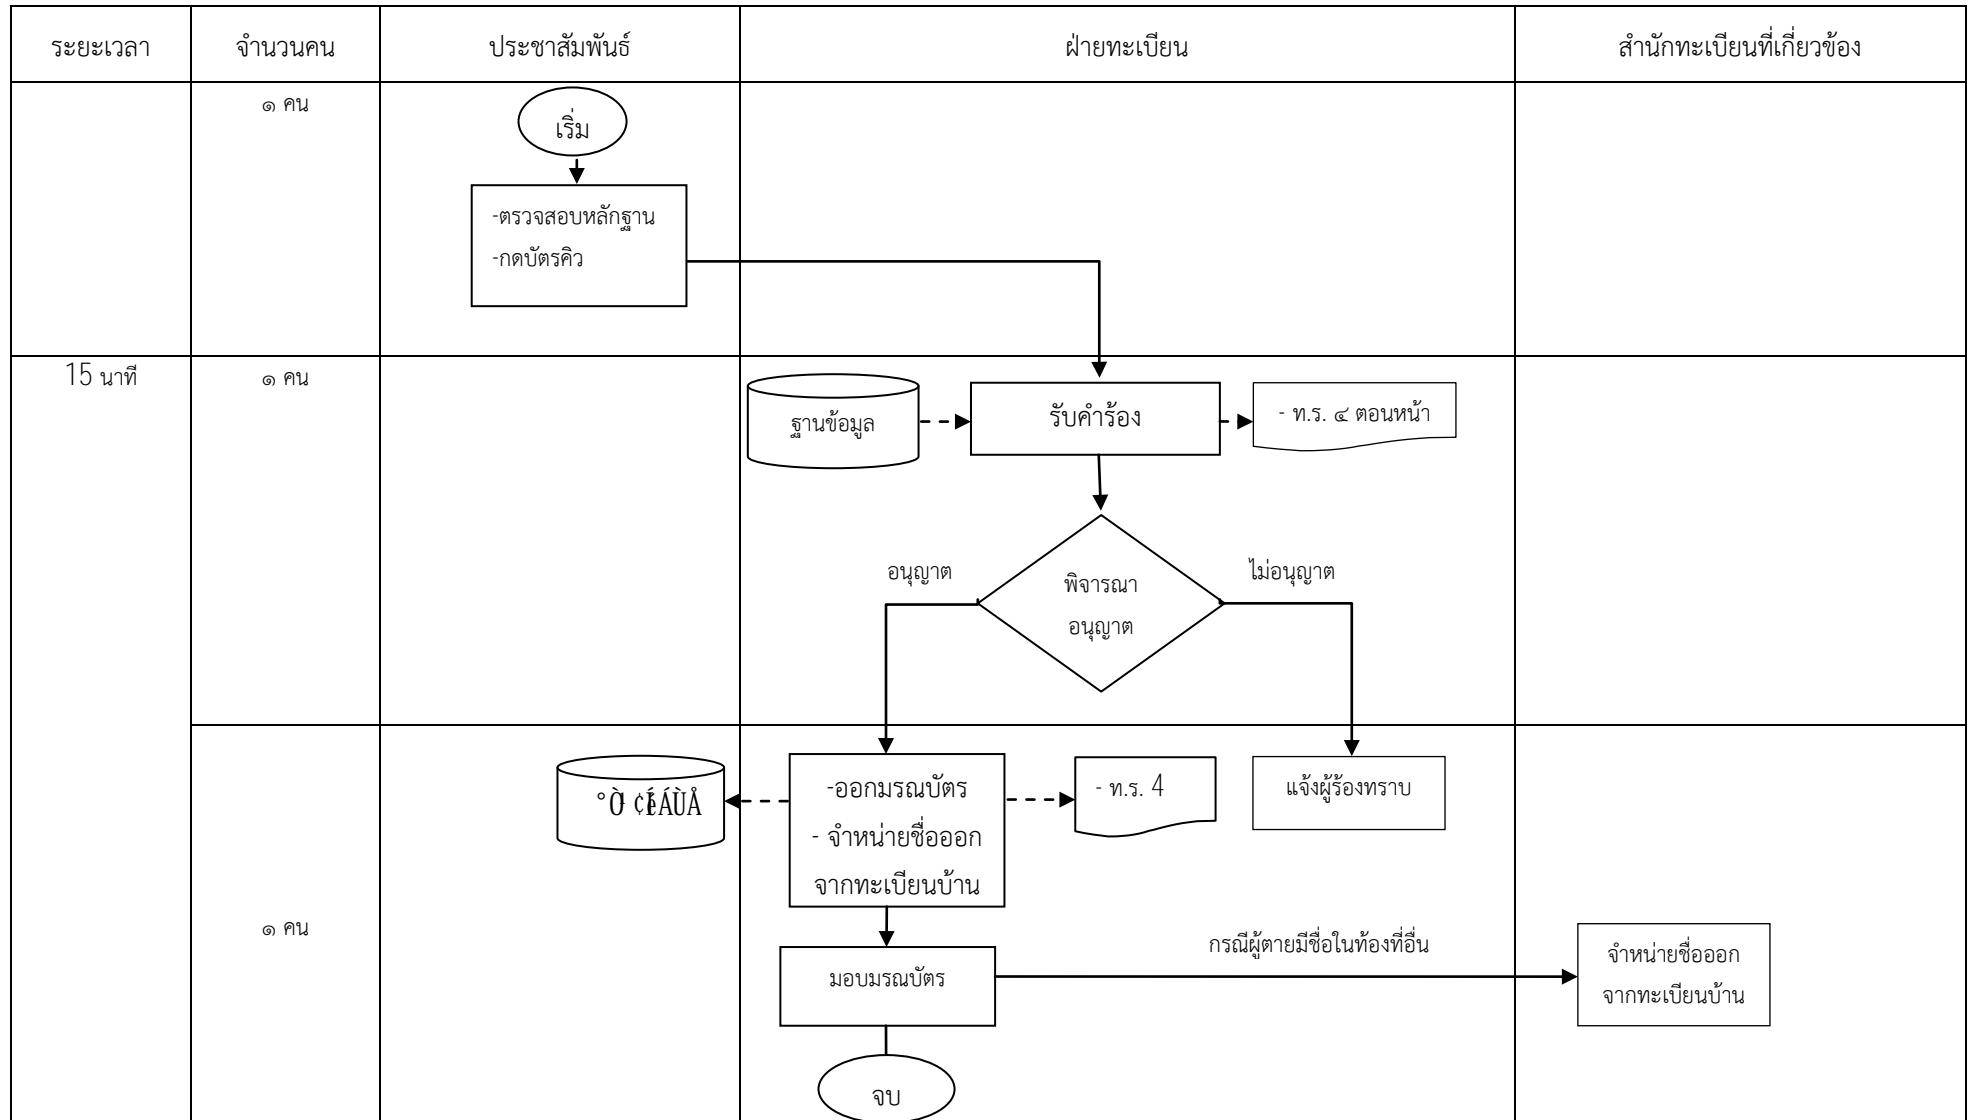 ระยะเวลา จำนวนคน ประชาสัมพันธ์ ฝ่ายทะเบียน สำนักทะเบียนที่เกี่ยวข้อง
๑ คน
เริ่ม
-ตรวจสอบหลักฐาน
-กดบัตรคิว
15 นาที
๑ คน
ฐานข้อมูล
รับคำร้อง
- ท.ร. ๔ ตอนหน้า
อนุญาต
พิจารณา
อนุญาต
ไม่อนุญาต
-ออกมรณบัตร
- จำหน่ายชื่อออก
จากทะเบียนบ้าน
- ท.ร. 4
แจ้งผู้ร้องทราบ
๑ คน
มอบมรณบัตร
กรณีผู้ตายมีชื่อในท้องที่อื่น
จำหน่ายชื่อออก
จากทะเบียนบ้าน
จบ